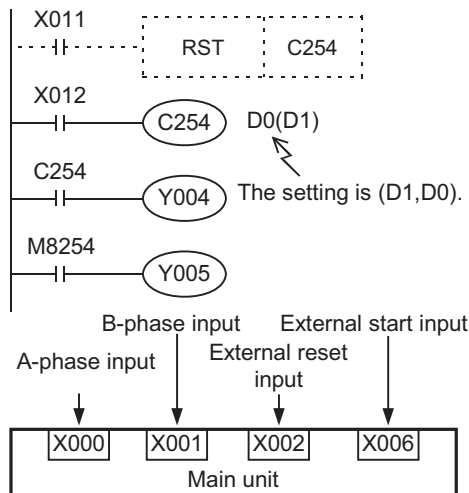 X011
RST C254
X012
C254 D0(D1)
The setting is (D1,D0).
C254
Y004
M8254
Y005
B-phase input External start input
A-phase input External reset
input
X000 X001 X002 X006
Main unit